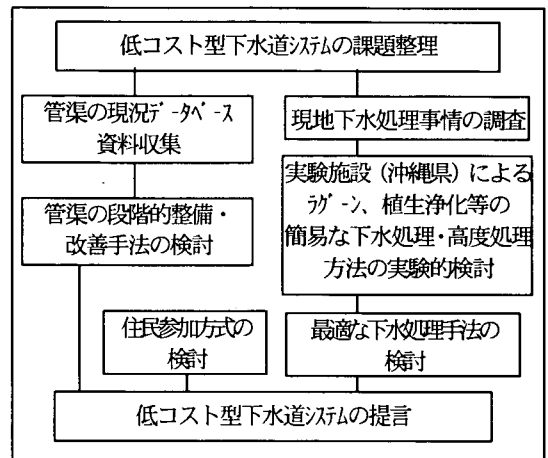 低コスト型下水道ｼｽﾃﾑの課題整理
管渠の現況ﾃﾞｰﾀﾍﾞｰｽ
資料収集
現地下水処理事情の調査
管渠の段階的整備・
改善手法の検討
実験施設（沖縄県）による
ﾗｸﾞｰﾝ、植生浄化等の
簡易な下水処理・高度処理
方法の実験的検討
住民参加方式の
検討
最適な下水処理手法の
検討
低コスト型下水道ｼｽﾃﾑの提言